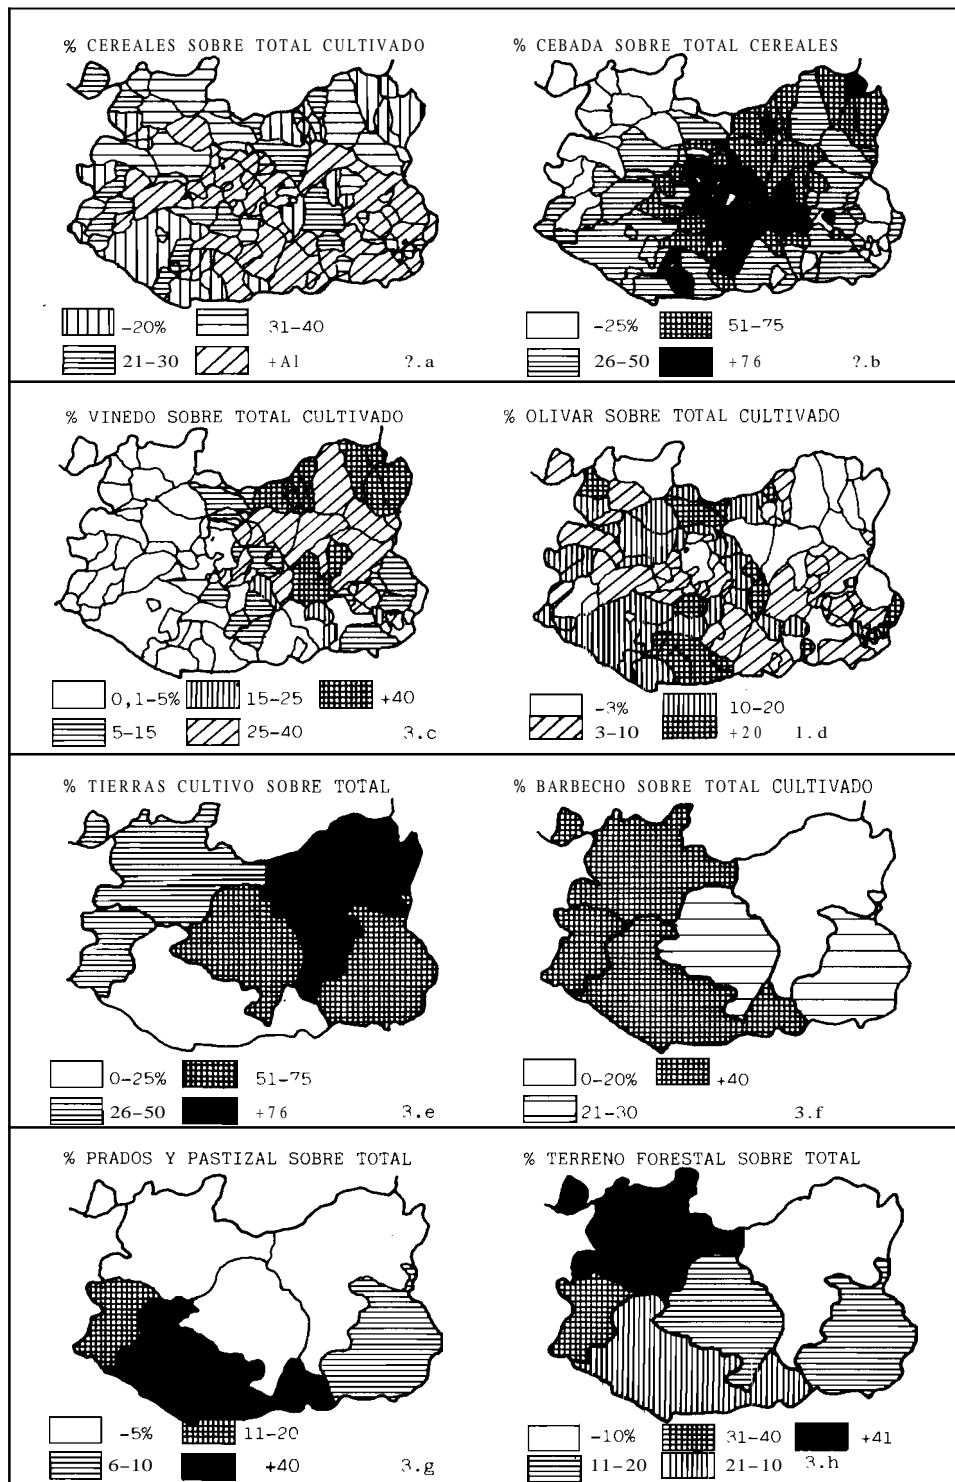 % CEREALES SOBRE TOTAL CULTIVADO
-20%
31-40
21-30
+Al
?.a
% CEBADA SOBRE TOTAL CEREALES
-25%
51-75
26-50
+76
?.b
% VINEDO SOBRE TOTAL CULTIVADO
0,1-5%
15-25
+40
5-15
25-40
3.c
% OLIVAR SOBRE TOTAL CULTIVADO
-3%
10-20
3-10
+20
1.d
% TIERRAS CULTIVO SOBRE TOTAL
0-25%
51-75
26-50
+76
3.e
% BARBECHO SOBRE TOTAL CULTIVADO
0-20%
+40
21-30
3.f
% PRADOS Y PASTIZAL SOBRE TOTAL
-5%
11-20
6-10
+40
3.g
% TERRENO FORESTAL SOBRE TOTAL
-10%
31-40
+41
11-20
21-10
3.h